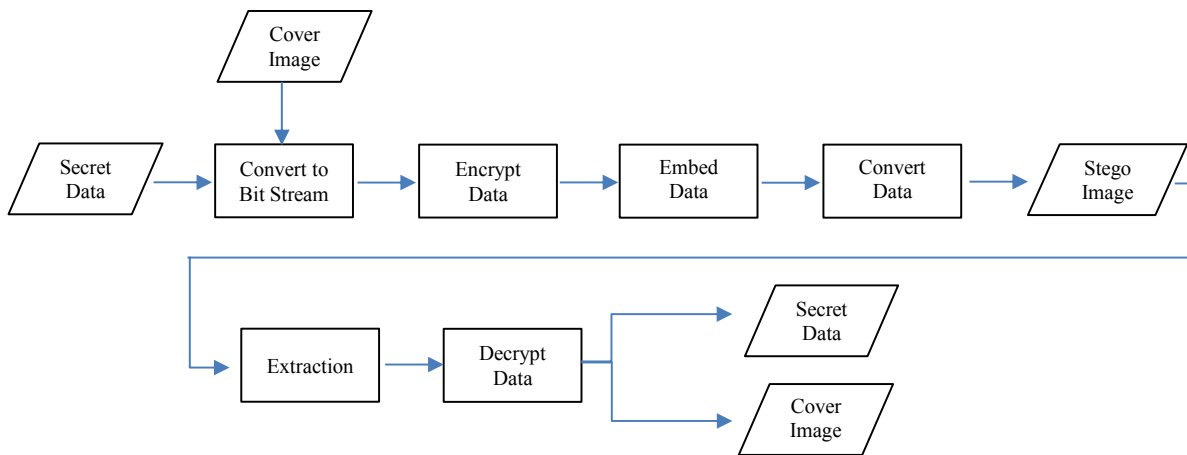 Cover
Image
Secret
Data
Convert to
Bit Stream
Encrypt
Data
Embed
Data
Convert
Data
Stego
Image
Extraction
Decrypt
Data
Secret
Data
Cover
Image